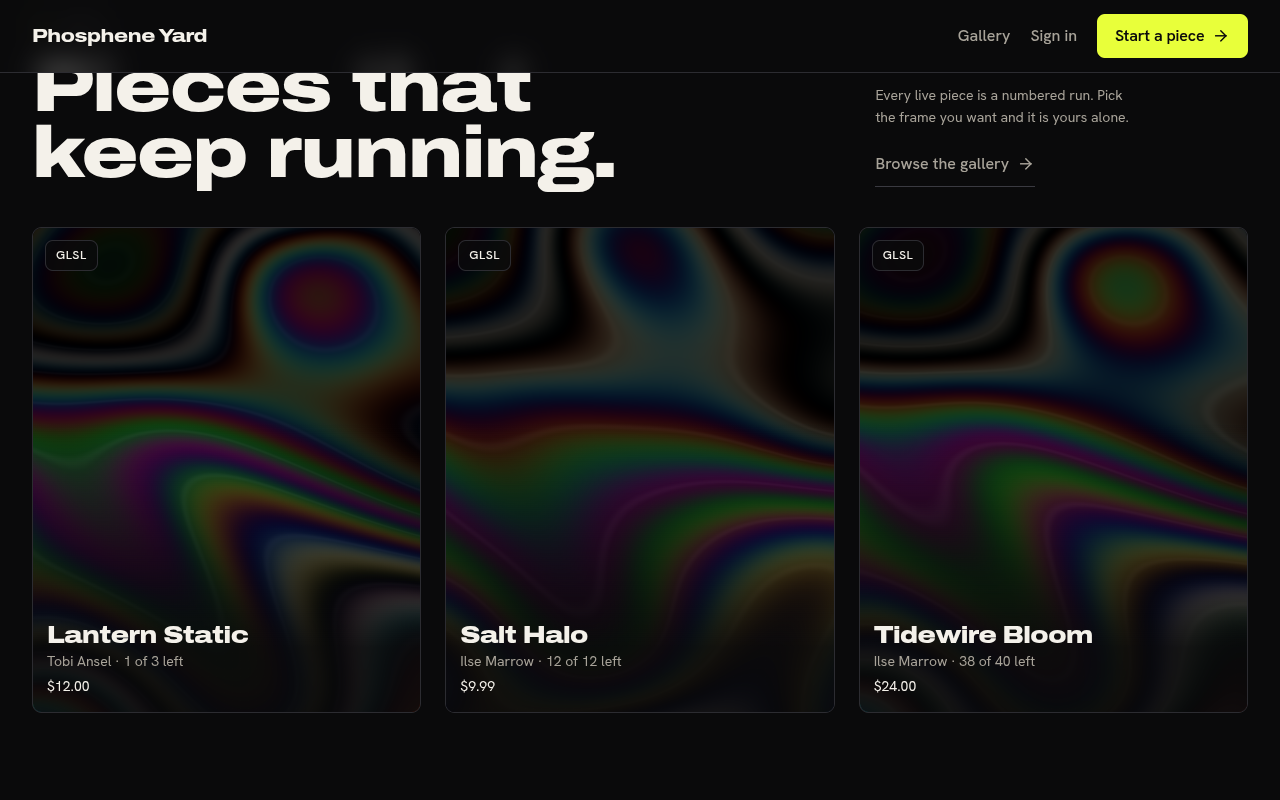 Phosphene Yard
Gallery
Sign in
Start a piece
Pieces that
keep running.
Every live piece is a numbered run. Pick
the frame you want and it is yours alone.
Browse the gallery
GLSL
Lantern Static
Tobi Ansel · 1 of 3 left
$12.00
GLSL
Salt Halo
Ilse Marrow · 12 of 12 left
$9.99
GLSL
Tidewire Bloom
Ilse Marrow · 38 of 40 left
$24.00